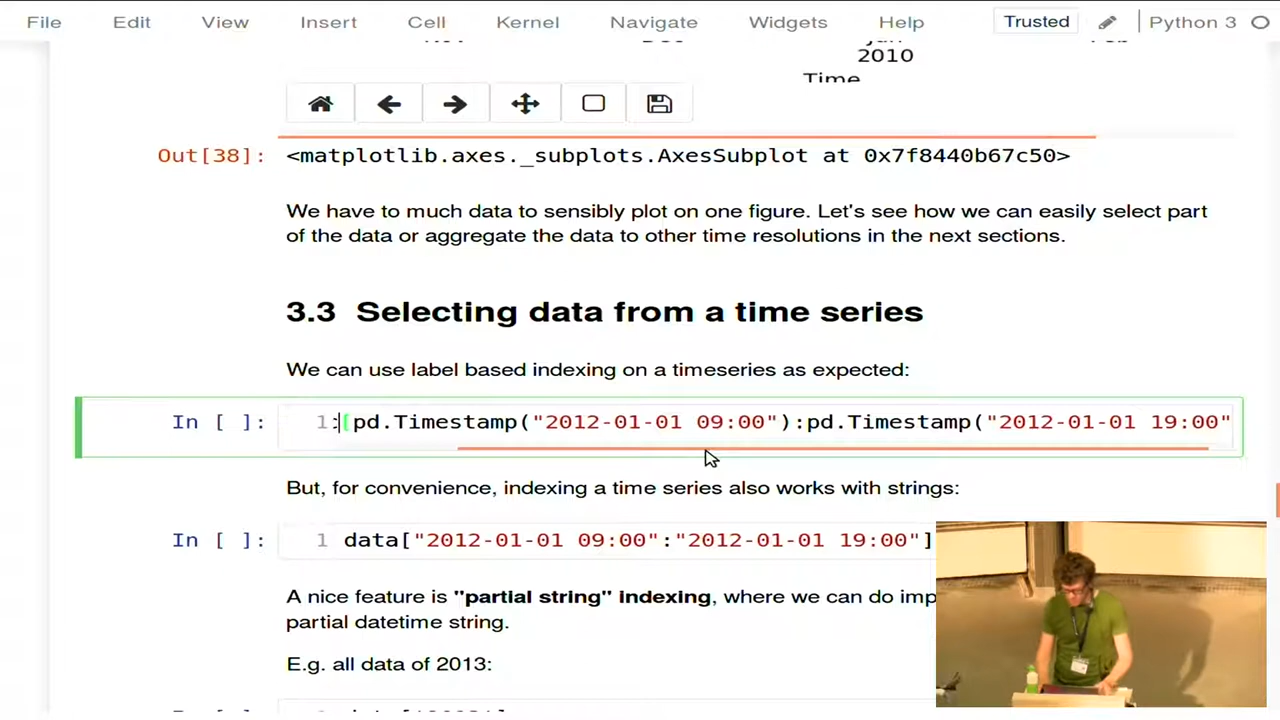 File Edit View Insert Cell Kernel Navigate Widgets Help Trusted Python 3
2010
Time
Out[38]: <matplotlib.axes._subplots.AxesSubplot at 0x7f8440b67c50>
We have to much data to sensibly plot on one figure. Let's see how we can easily select part
of the data or aggregate the data to other time resolutions in the next sections.
3.3 Selecting data from a time series
We can use label based indexing on a timeseries as expected:
In [ ]: 1 [pd.Timestamp("2012-01-01 09:00"):pd.Timestamp("2012-01-01 19:00"
But, for convenience, indexing a time series also works with strings:
In [ ]: 1 data["2012-01-01 09:00":"2012-01-01 19:00"]
A nice feature is "partial string" indexing, where we can do
partial datetime string.
E.g. all data of 2013: